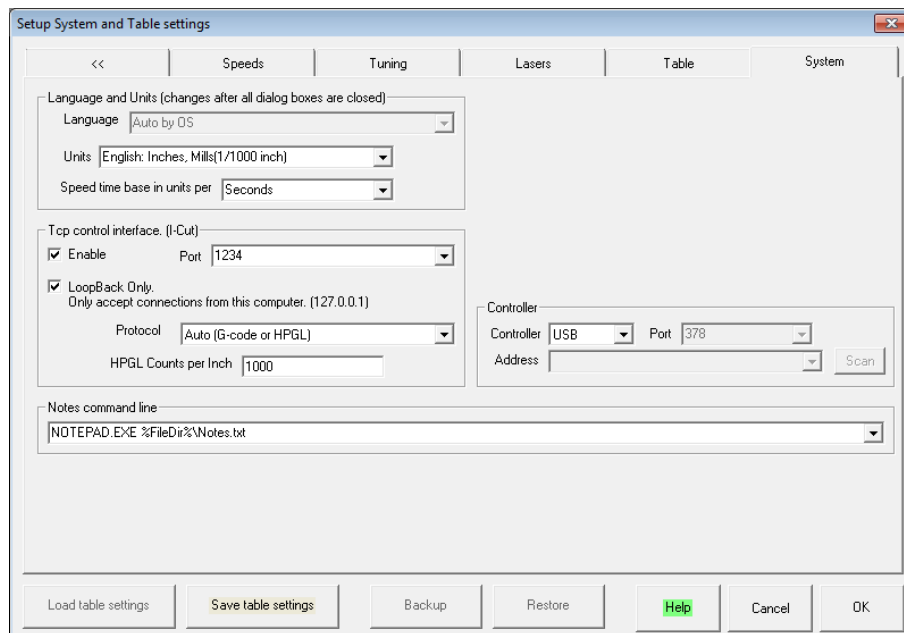 Setup System and Table settings
<<
Speeds
Tuning
Lasers
Table
System
Language and Units (changes after all dialog boxes are closed)
Language Auto by OS
Units English: Inches, Mills(1/1000 inch)
Speed time base in units per Seconds
Tcp control interface. (I-Cut)
Enable Port 1234
LoopBack Only.
Only accept connections from this computer. (127.0.0.1)
Protocol Auto (G-code or HPGL)
HPGL Counts per Inch 1000
Controller
Controller USB Port 378
Address Scan
Notes command line
NOTEPAD.EXE %FileDir%\Notes.txt
Load table settings
Save table settings
Backup
Restore
Help
Cancel
OK